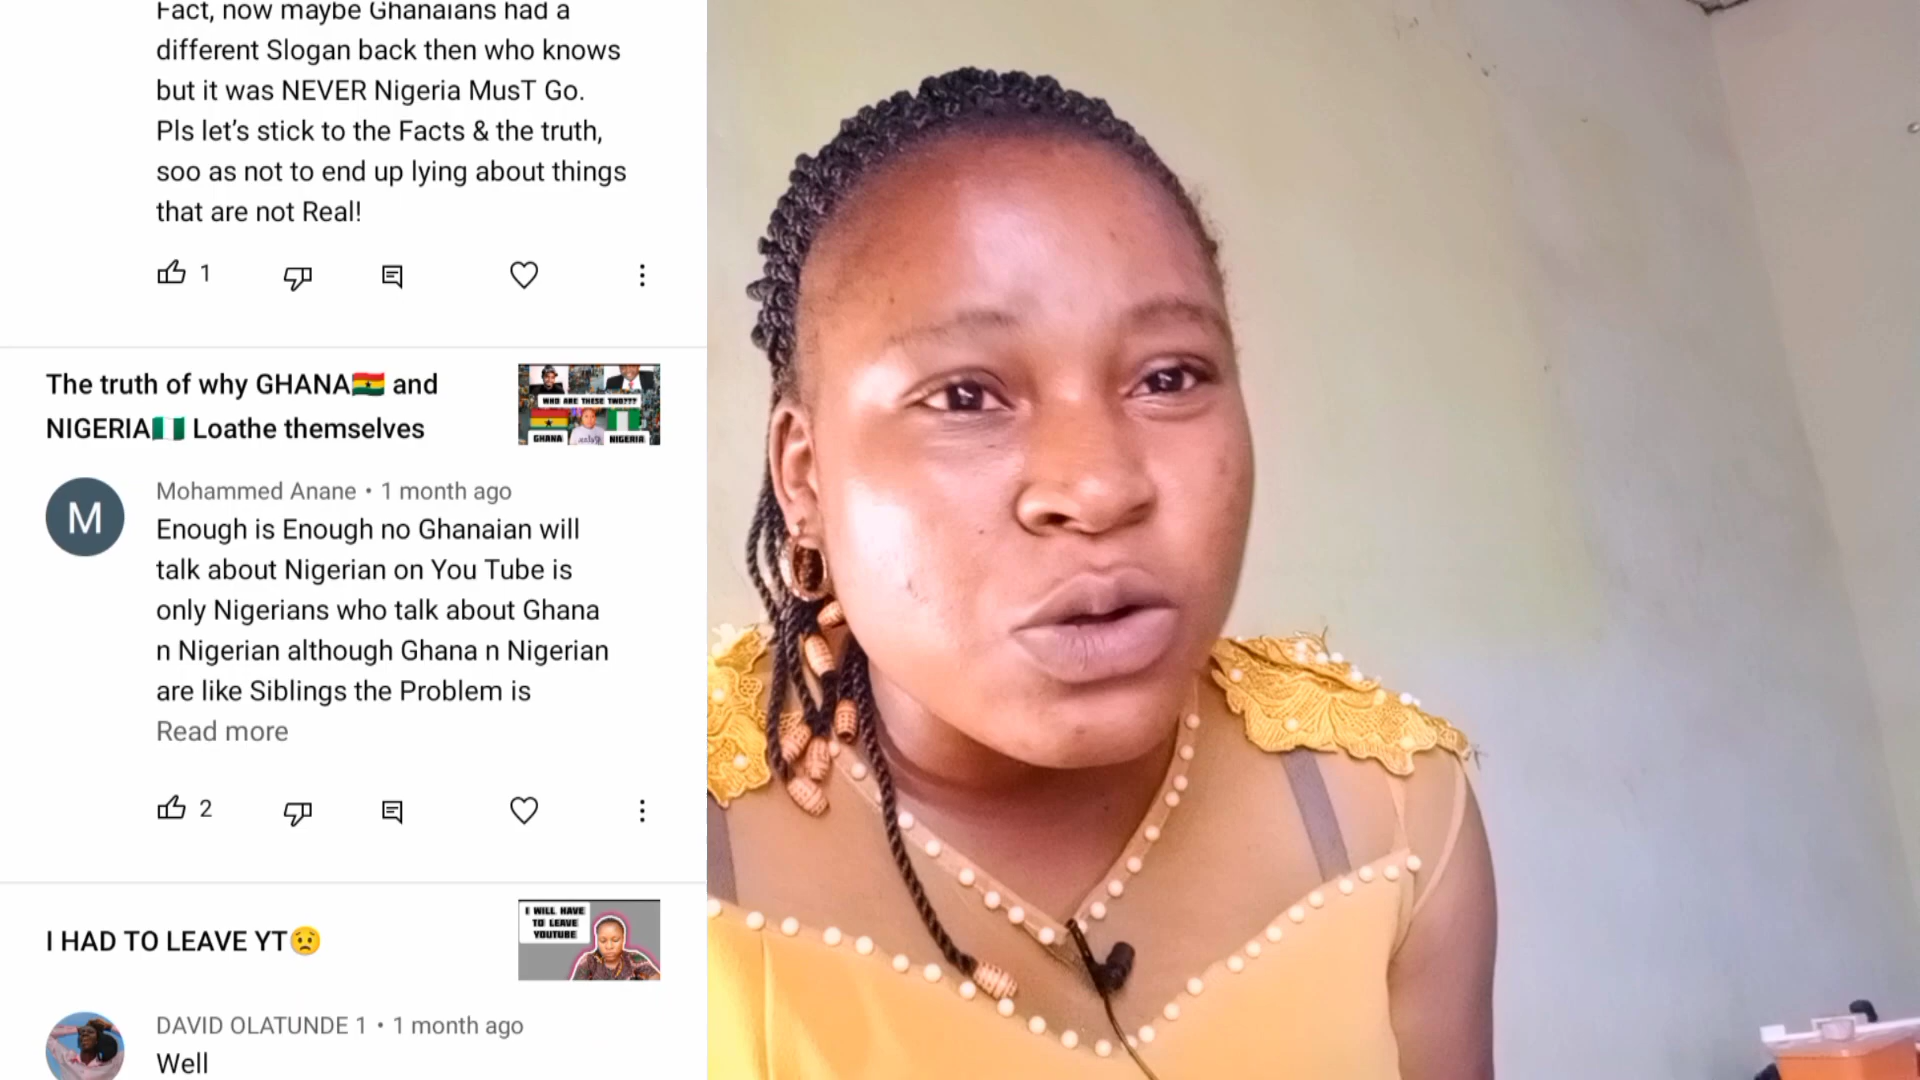 Fact, now maybe Ghanaians had a
different Slogan back then who knows
but it was NEVER Nigeria MusT Go.
Pls let's stick to the Facts & the truth,
soo as not to end up lying about things
that are not Real!
1
The truth of why GHANA🇬🇭 and
NIGERIA🇳🇬 Loathe themselves
WHO ARE THESE TWO???
GHANA
NIGERIA
M
Mohammed Anane • 1 month ago
Enough is Enough no Ghanaian will
talk about Nigerian on You Tube is
only Nigerians who talk about Ghana
n Nigerian although Ghana n Nigerian
are like Siblings the Problem is
Read more
2
I HAD TO LEAVE YT😟
I WILL HAVE
TO LEAVE
YOUTUBE
DAVID OLATUNDE 1 • 1 month ago
Well